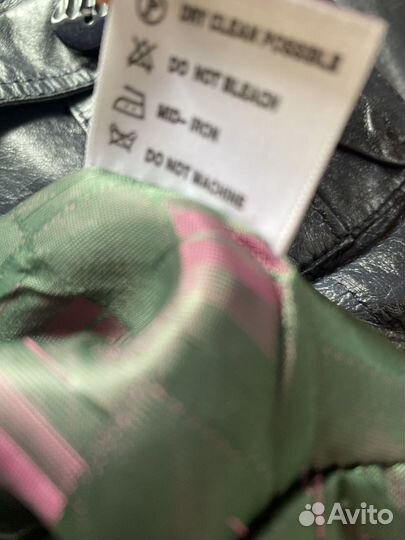 DRY CLEAN POSSIBLE
DO NOT BLEACH
MID-IRON
DO NOT MACHINE
Avito